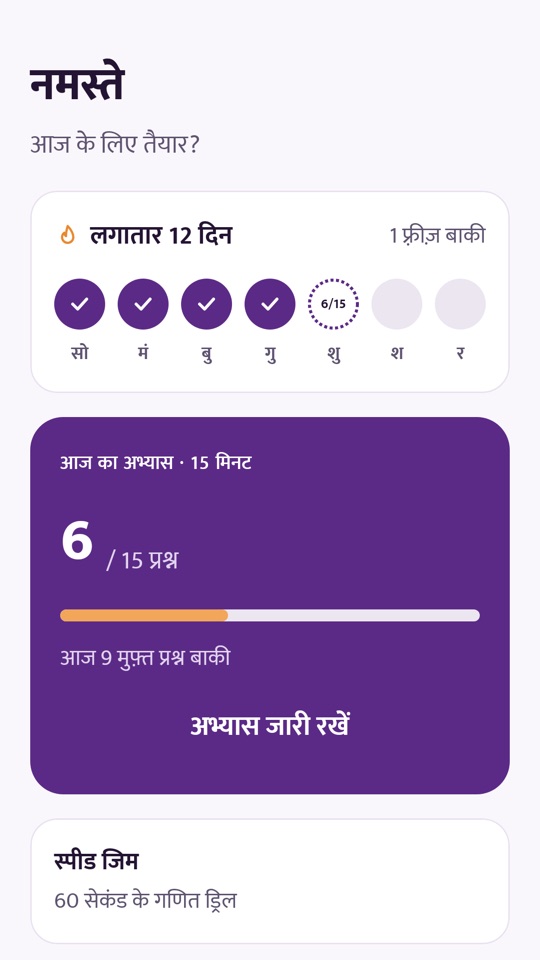 नमस्ते
आज के लिए तैयार?
लगातार 12 दिन
1 फ़्रीज़ बाकी
6/15
सो मं बु गु शु श र
आज का अभ्यास · 15 मिनट
6 / 15 प्रश्न
आज 9 मुफ़्त प्रश्न बाकी
अभ्यास जारी रखें
स्पीड जिम
60 सेकंड के गणित ड्रिल